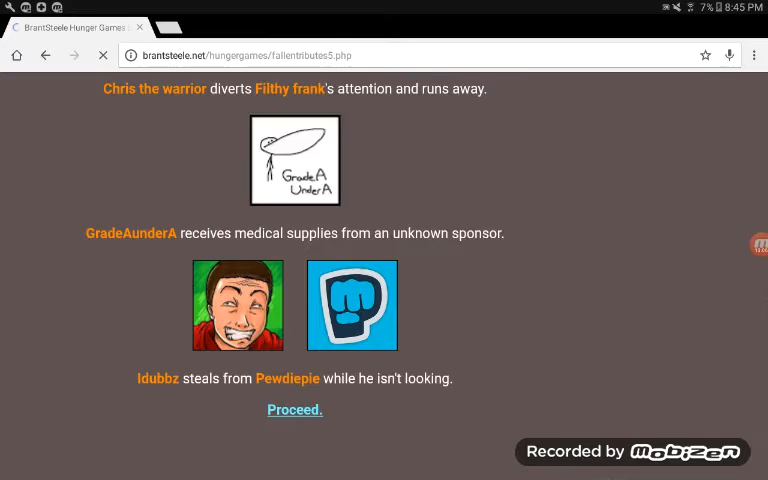 7% 8:45 PM
BrantSteele Hunger Games
brantsteele.net/hungergames/fallentributes5.php
Chris the warrior diverts Filthy frank's attention and runs away.
GradeA
UnderA
GradeAunderA receives medical supplies from an unknown sponsor.
Idubbz steals from Pewdiepie while he isn't looking.
Proceed.
Recorded by mobizen